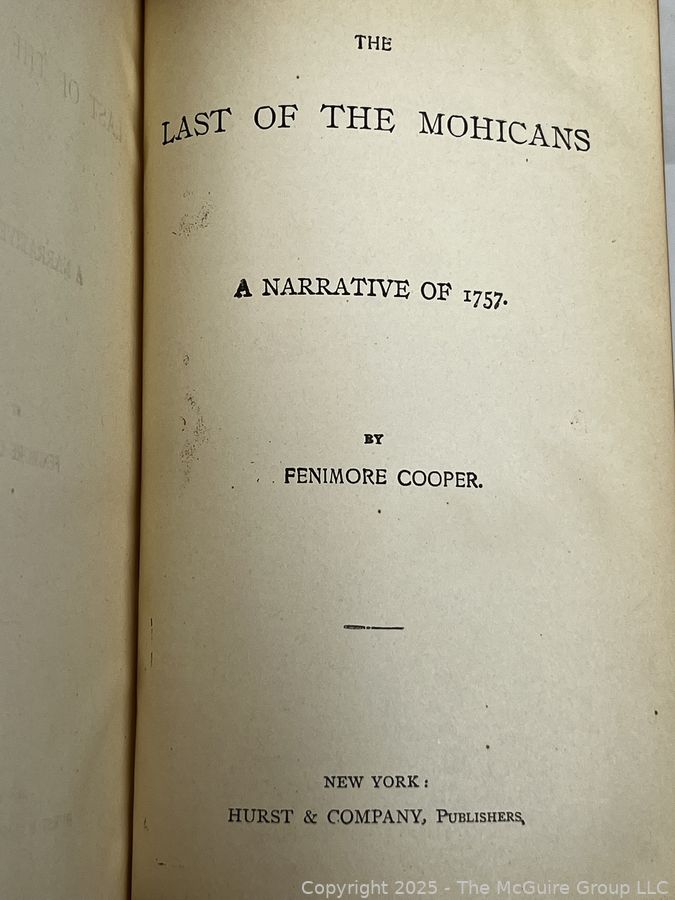 THE
LAST OF THE MOHICANS
A NARRATIVE OF 1757.
BY
FENIMORE COOPER.
NEW YORK:
HURST & COMPANY, PUBLISHERS,
Copyright 2025 - The McGuire Group LLC